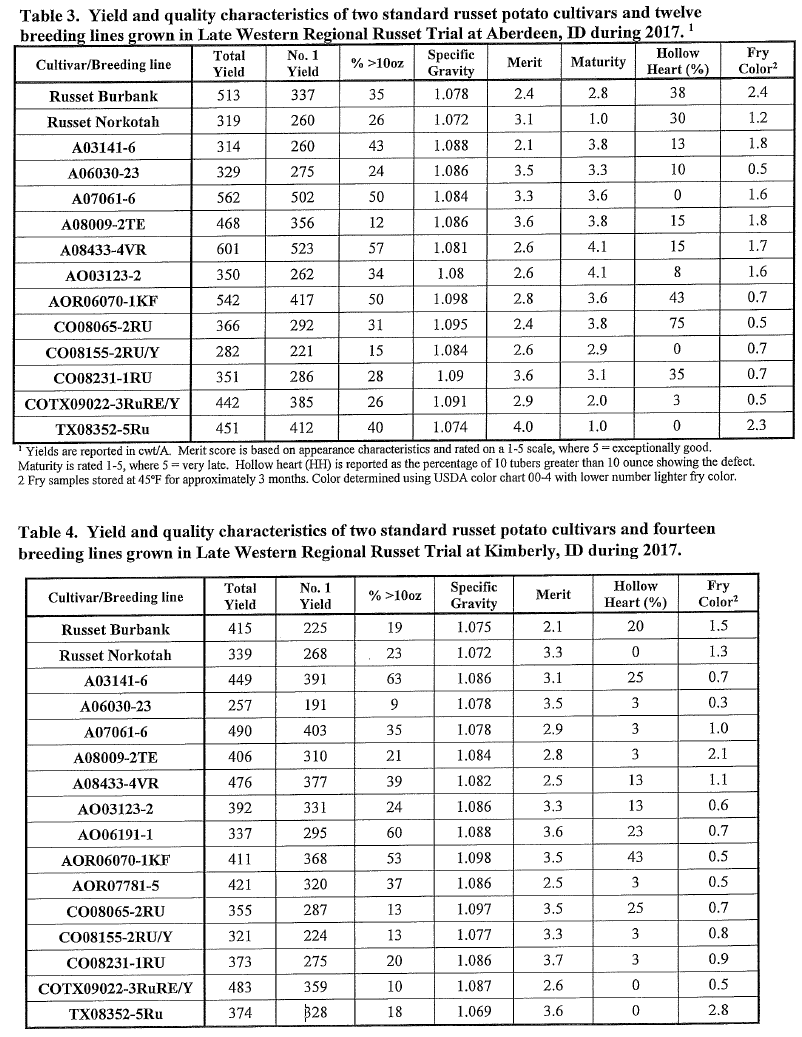 Table 3. Yield and quality characteristics of two standard russet potato cultivars and twelve
breeding lines grown in Late Western Regional Russet Trial at Aberdeen, ID during 2017. 1
Cultivar/Breeding line Total Yield No. 1 Yield % >10oz Specific Gravity Merit Maturity Hollow Heart (%) Fry Color2
Russet Burbank 513 337 35 1.078 2.4 2.8 38 2.4
Russet Norkotah 319 260 26 1.072 3.1 1.0 30 1.2
A03141-6 314 260 43 1.088 2.1 3.8 13 1.8
A06030-23 329 275 24 1.086 3.5 3.3 10 0.5
A07061-6 562 502 50 1.084 3.3 3.6 0 1.6
A08009-2TE 468 356 12 1.086 3.6 3.8 15 1.8
A08433-4VR 601 523 57 1.081 2.6 4.1 15 1.7
AO03123-2 350 262 34 1.08 2.6 4.1 8 1.6
AOR06070-1KF 542 417 50 1.098 2.8 3.6 43 0.7
CO08065-2RU 366 292 31 1.095 2.4 3.8 75 0.5
CO08155-2RU/Y 282 221 15 1.084 2.6 2.9 0 0.7
CO08231-1RU 351 286 28 1.09 3.6 3.1 35 0.7
COTX09022-3RuRE/Y 442 385 26 1.091 2.9 2.0 3 0.5
TX08352-5Ru 451 412 40 1.074 4.0 1.0 0 2.3
1 Yields are reported in cwt/A. Merit score is based on appearance characteristics and rated on a 1-5 scale, where 5 = exceptionally good.
Maturity is rated 1-5, where 5 = very late. Hollow heart (HH) is reported as the percentage of 10 tubers greater than 10 ounce showing the defect.
2 Fry samples stored at 45°F for approximately 3 months. Color determined using USDA color chart 00-4 with lower number lighter fry color.
Table 4. Yield and quality characteristics of two standard russet potato cultivars and fourteen
breeding lines grown in Late Western Regional Russet Trial at Kimberly, ID during 2017.
Cultivar/Breeding line Total Yield No. 1 Yield % >10oz Specific Gravity Merit Hollow Heart (%) Fry Color2
Russet Burbank 415 225 19 1.075 2.1 20 1.5
Russet Norkotah 339 268 23 1.072 3.3 0 1.3
A03141-6 449 391 63 1.086 3.1 25 0.7
A06030-23 257 191 9 1.078 3.5 3 0.3
A07061-6 490 403 35 1.078 2.9 3 1.0
A08009-2TE 406 310 21 1.084 2.8 3 2.1
A08433-4VR 476 377 39 1.082 2.5 13 1.1
AO03123-2 392 331 24 1.086 3.3 13 0.6
AO06191-1 337 295 60 1.088 3.6 23 0.7
AOR06070-1KF 411 368 53 1.098 3.5 43 0.5
AOR07781-5 421 320 37 1.086 2.5 3 0.5
CO08065-2RU 355 287 13 1.097 3.5 25 0.7
CO08155-2RU/Y 321 224 13 1.077 3.3 3 0.8
CO08231-1RU 373 275 20 1.086 3.7 3 0.9
COTX09022-3RuRE/Y 483 359 10 1.087 2.6 0 0.5
TX08352-5Ru 374 328 18 1.069 3.6 0 2.8